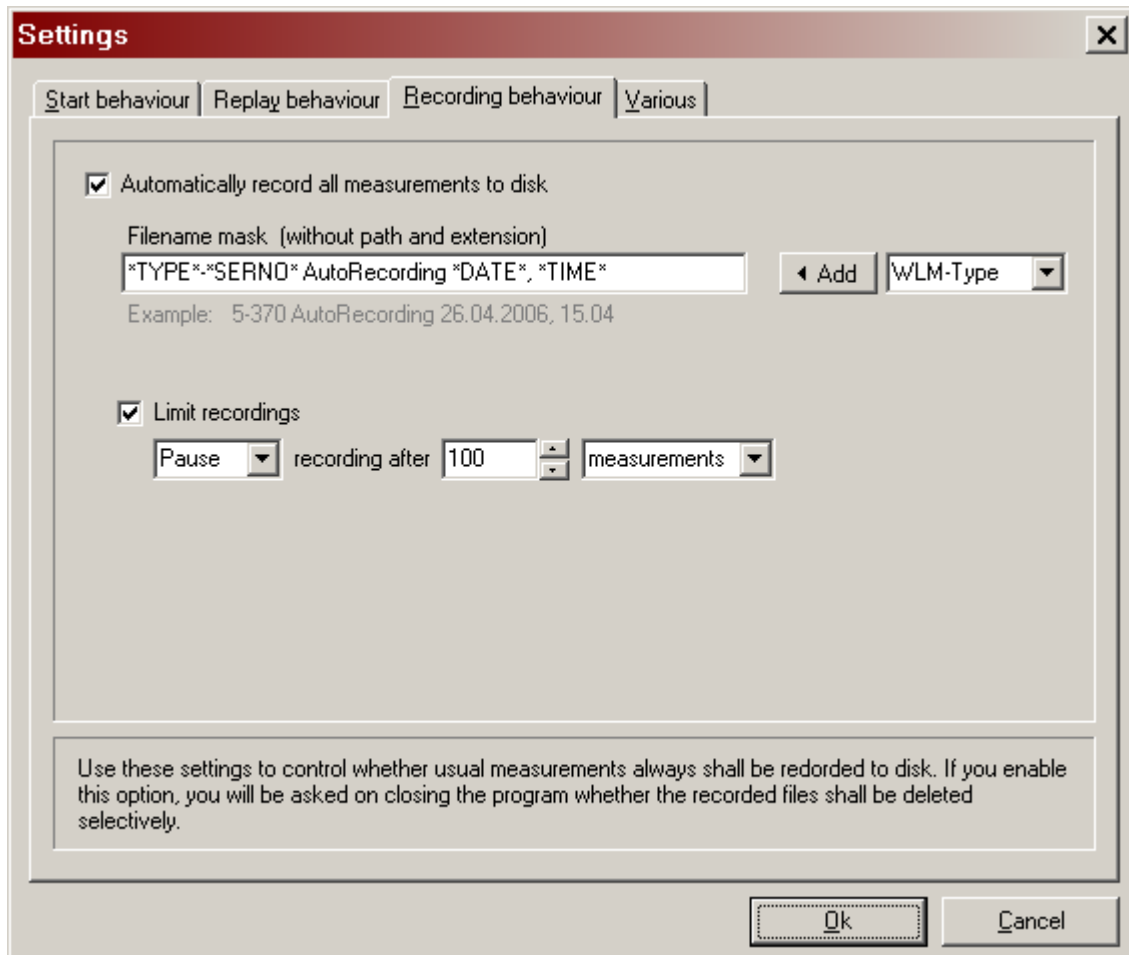 Settings
Start behaviour Replay behaviour Recording behaviour Various
Automatically record all measurements to disk
Filename mask (without path and extension)
*TYPE*-*SERNO* AutoRecording *DATE*, *TIME* Add WLM-Type
Example: 5-370 AutoRecording 26.04.2006, 15.04
Limit recordings
Pause recording after 100 measurements
Use these settings to control whether usual measurements always shall be redorded to disk. If you enable
this option, you will be asked on closing the program whether the recorded files shall be deleted
selectively.
Ok Cancel